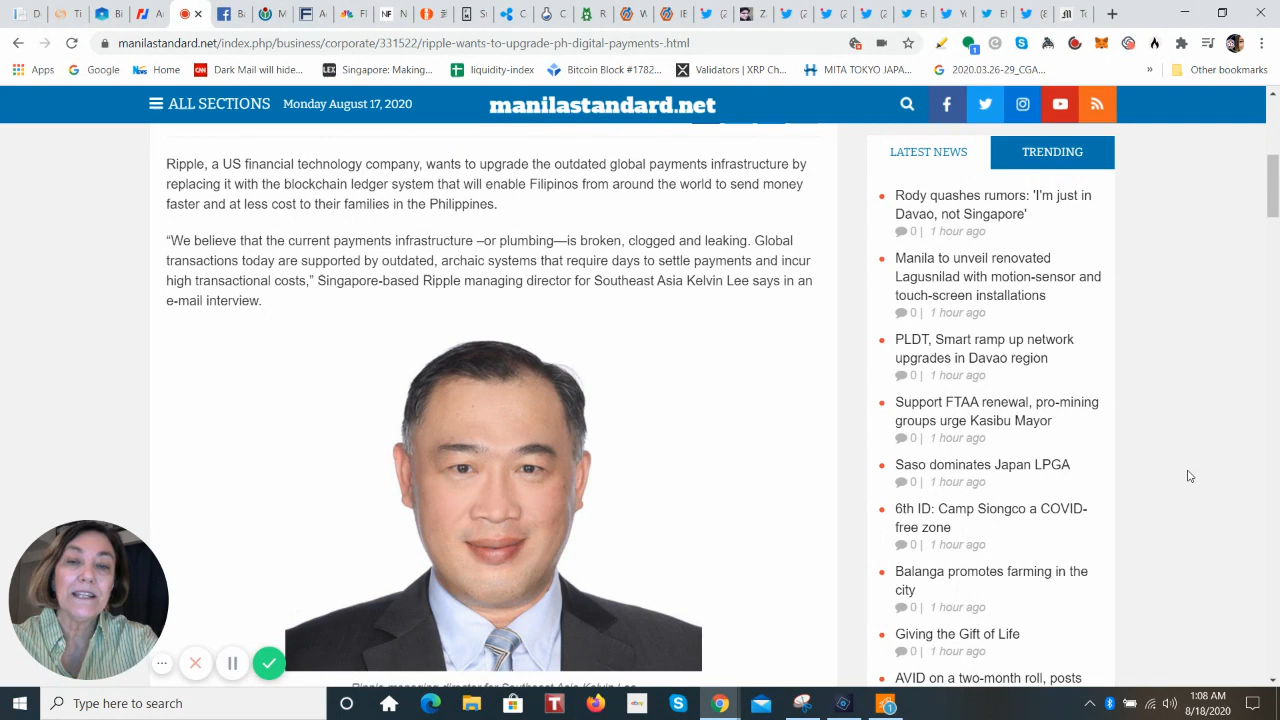 Ti
Bi
F
B
N
T
S
C
R
manilastandard.net/index.php/business/corporate/331522/ripple-wants-to-upgrade-ph-digital-payments-.html
Apps
Google
Home
Dark Mail will hide...
Singapore: Making...
liquidity-index
Bitcoin Block #1782...
Validators | XRP Ch...
MITA TOKYO JAPA...
2020.03.26-29_CGA...
»
Other bookmarks
ALL SECTIONS
Monday August 17, 2020
manilastandard.net
Ripple, a US financial technology company, wants to upgrade the outdated global payments infrastructure by
replacing it with the blockchain ledger system that will enable Filipinos from around the world to send money
faster and at less cost to their families in the Philippines.
“We believe that the current payments infrastructure –or plumbing—is broken, clogged and leaking. Global
transactions today are supported by outdated, archaic systems that require days to settle payments and incur
high transactional costs,” Singapore-based Ripple managing director for Southeast Asia Kelvin Lee says in an
e-mail interview.
Ripple managing director for Southeast Asia Kelvin Lee
LATEST NEWS
TRENDING
Rody quashes rumors: 'I'm just in
Davao, not Singapore'
0 | 1 hour ago
Manila to unveil renovated
Lagusnilad with motion-sensor and
touch-screen installations
0 | 1 hour ago
PLDT, Smart ramp up network
upgrades in Davao region
0 | 1 hour ago
Support FTAA renewal, pro-mining
groups urge Kasibu Mayor
0 | 1 hour ago
Saso dominates Japan LPGA
0 | 1 hour ago
6th ID: Camp Siongco a COVID-
free zone
0 | 1 hour ago
Balanga promotes farming in the
city
0 | 1 hour ago
Giving the Gift of Life
0 | 1 hour ago
AVID on a two-month roll, posts
Type here to search
1:08 AM
8/18/2020